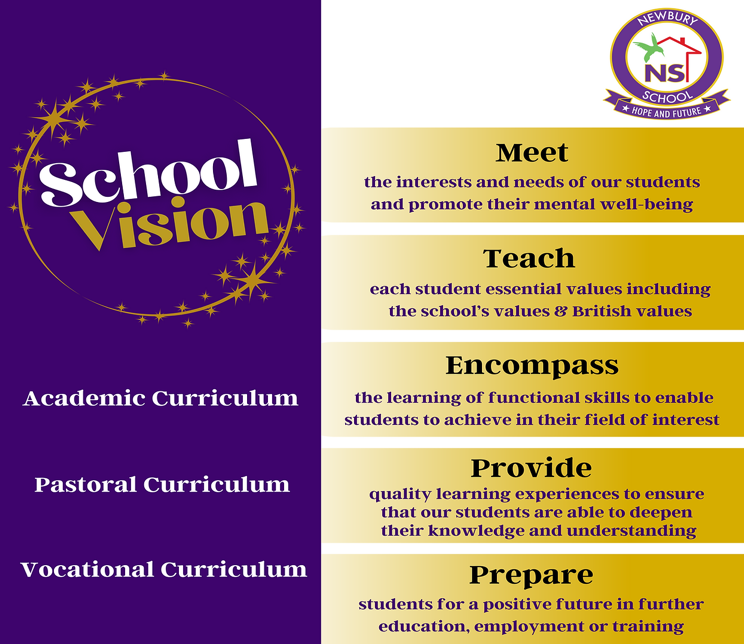 School
Vision
Academic Curriculum
Pastoral Curriculum
Vocational Curriculum
NEWBURY
NS
SCHOOL
HOPE AND FUTURE
Meet
the interests and needs of our students
and promote their mental well-being
Teach
each student essential values including
the school's values & British values
Encompass
the learning of functional skills to enable
students to achieve in their field of interest
Provide
quality learning experiences to ensure
that our students are able to deepen
their knowledge and understanding
Prepare
students for a positive future in further
education, employment or training